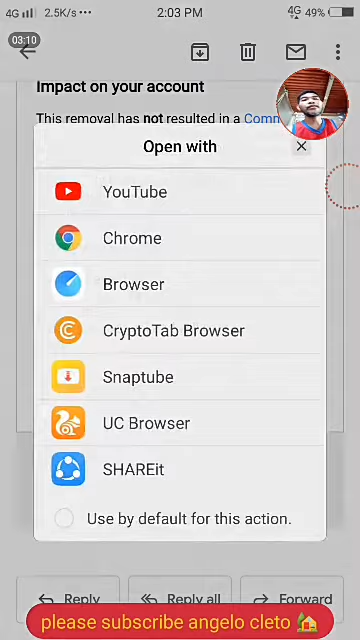 4G 2.5K/s 2:03 PM 4G 49%
03:10
Impact on your account
This removal has not resulted in a Comm
Open with
YouTube
Chrome
Browser
CryptoTab Browser
Snaptube
UC Browser
SHAREit
Use by default for this action.
Reply Reply all Forward
please subscribe angelo cleto